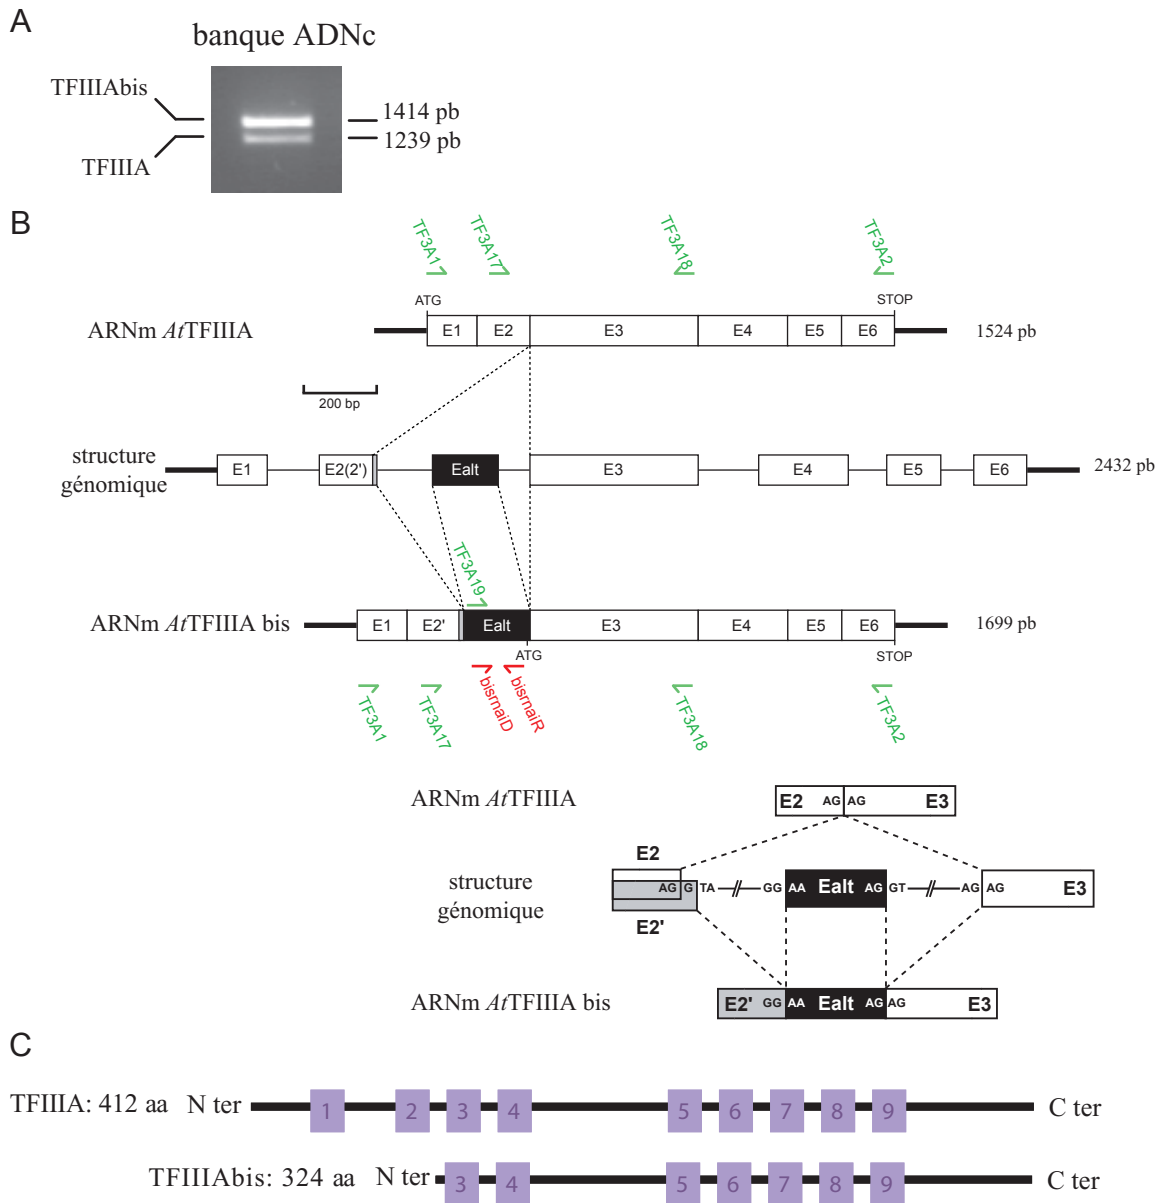 A
banque ADNc
TFIIIAbis
1414 pb
1239 pb
TFIIIA
B
TF3A1 TF3A17 TF3A18 TF3A2
ATG STOP
ARNm AtTFIIIA E1 E2 E3 E4 E5 E6 1524 pb
200 bp
structure
génomique
E1 E2(2') Ealt E3 E4 E5 E6 2432 pb
TF3A19
ARNm AtTFIIIA bis E1 E2' Ealt E3 E4 E5 E6 1699 pb
ATG STOP
TF3A1 TF3A17 bisrnaiD bisrnaiR TF3A18 TF3A2
ARNm AtTFIIIA E2 AG AG E3
E2
structure
génomique
AG G TA GG AA Ealt AG GT AG AG E3
E2'
ARNm AtTFIIIA bis E2' GG AA Ealt AG AG E3
C
TFIIIA: 412 aa N ter 1 2 3 4 5 6 7 8 9 C ter
TFIIIAbis: 324 aa N ter 3 4 5 6 7 8 9 C ter